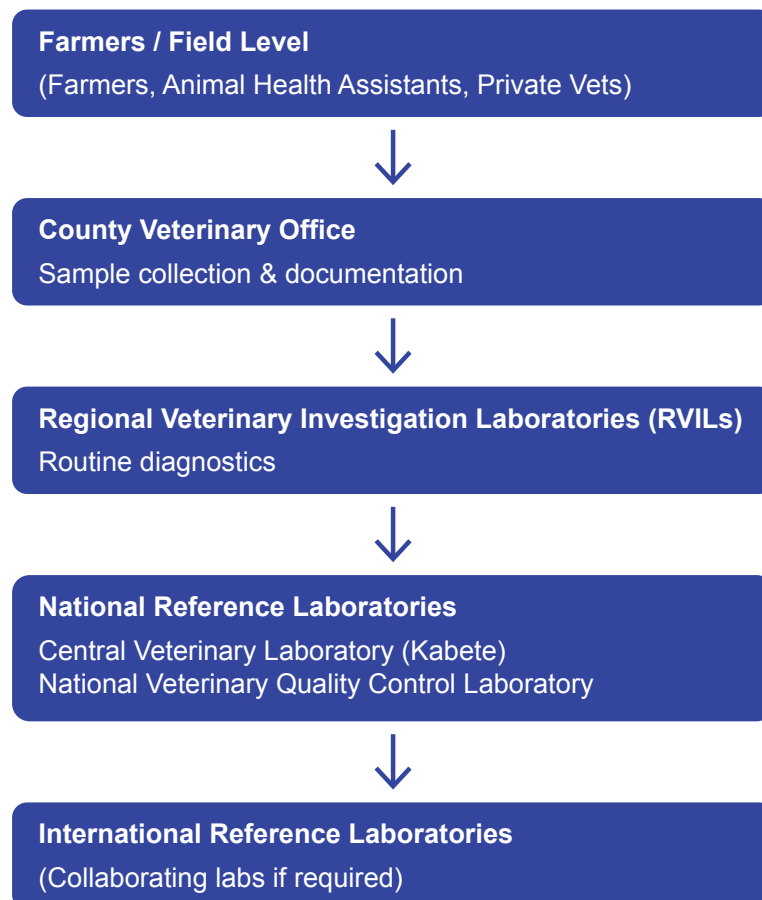 Farmers / Field Level
(Farmers, Animal Health Assistants, Private Vets)
County Veterinary Office
Sample collection & documentation
Regional Veterinary Investigation Laboratories (RVILs)
Routine diagnostics
National Reference Laboratories
Central Veterinary Laboratory (Kabete)
National Veterinary Quality Control Laboratory
International Reference Laboratories
(Collaborating labs if required)